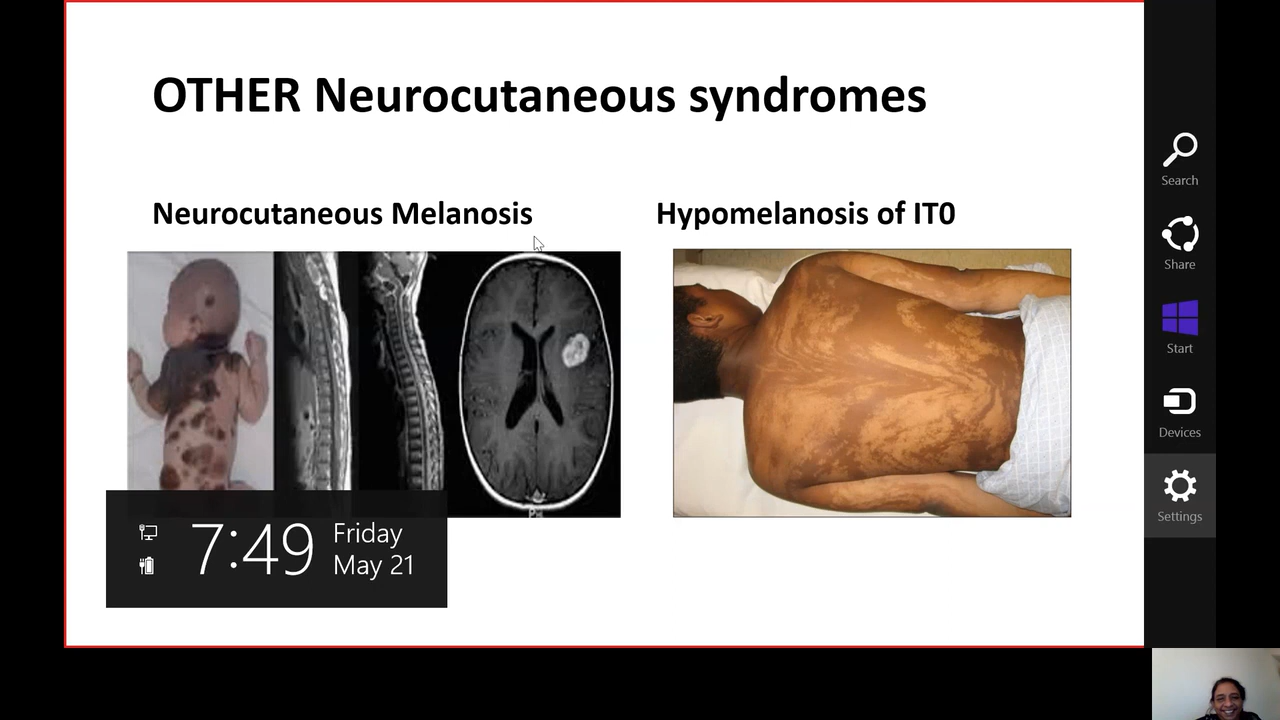 OTHER Neurocutaneous syndromes
Neurocutaneous Melanosis
Hypomelanosis of IT0
7:49
Friday
May 21
Search
Share
Start
Devices
Settings